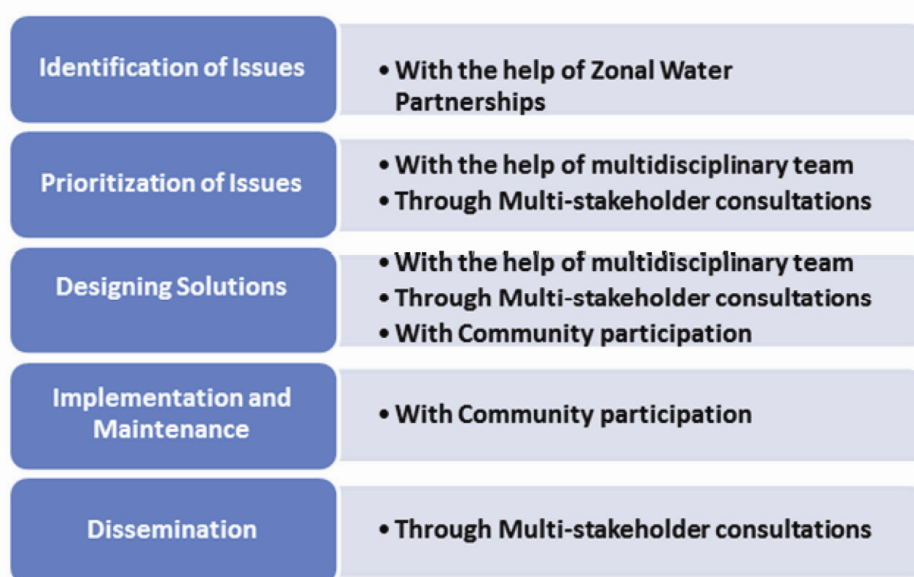 Identification of Issues
• With the help of Zonal Water
Partnerships
Prioritization of Issues
• With the help of multidisciplinary team
• Through Multi-stakeholder consultations
Designing Solutions
• With the help of multidisciplinary team
• Through Multi-stakeholder consultations
• With Community participation
Implementation and
Maintenance
• With Community participation
Dissemination
• Through Multi-stakeholder consultations